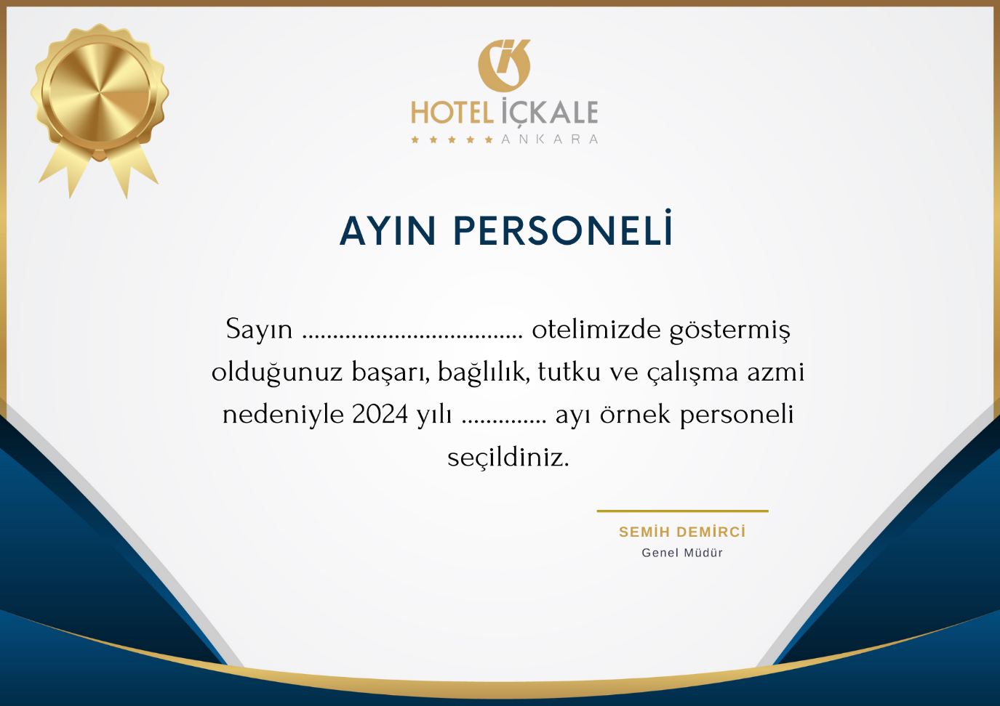 HOTEL İÇKALE
ANKARA
AYIN PERSONELİ
Sayın .................................... otelimizde göstermiş
olduğunuz başarı, bağlılık, tutku ve çalışma azmi
nedeniyle 2024 yılı .............. ayı örnek personeli
seçildiniz.
SEMİH DEMİRCİ
Genel Müdür